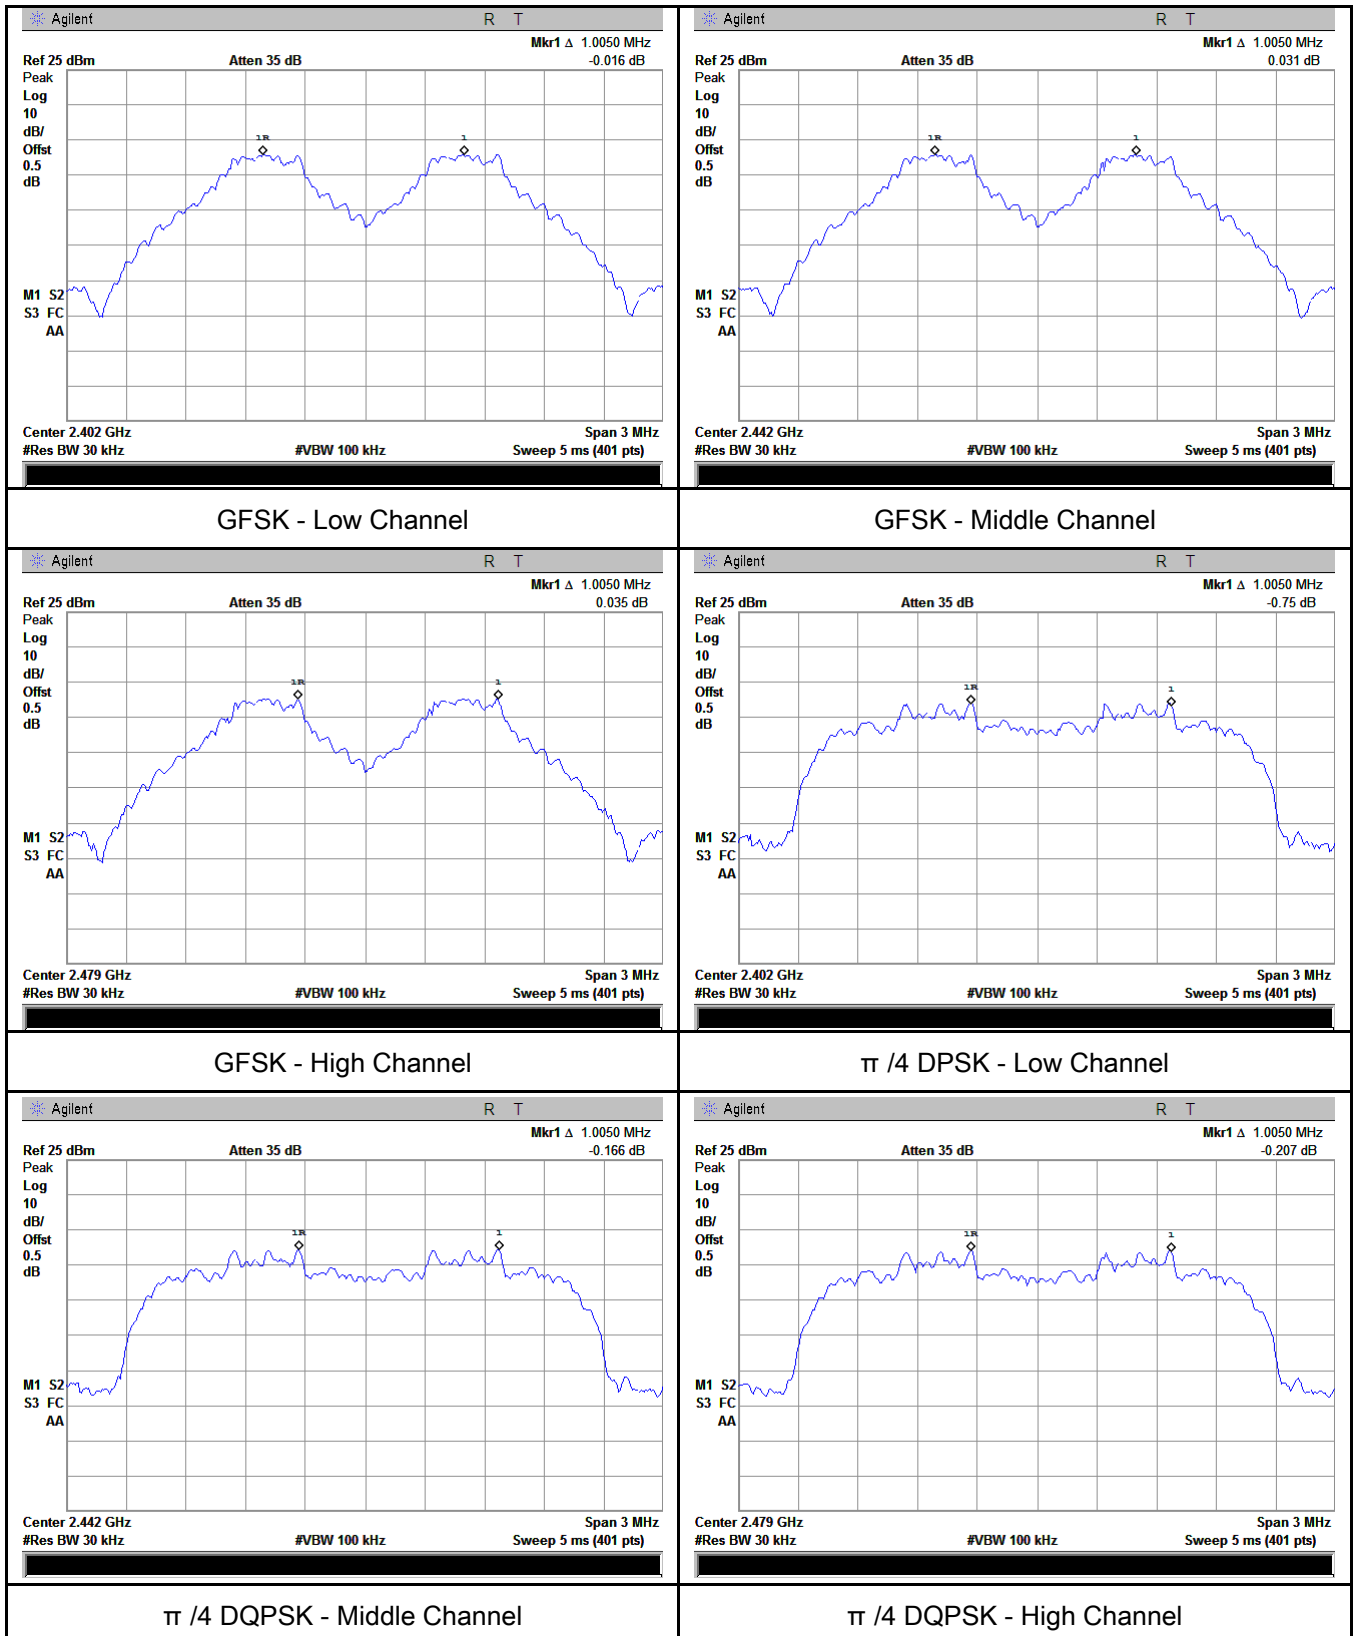 Agilent R T
Mkr1 Δ 1.0050 MHz
Ref 25 dBm Atten 35 dB -0.016 dB
Peak
Log
10
dB/
Offst
0.5
dB
1R 1
M1 S2
S3 FC
AA
Center 2.402 GHz Span 3 MHz
#Res BW 30 kHz #VBW 100 kHz Sweep 5 ms (401 pts)
GFSK - Low Channel
Agilent R T
Mkr1 Δ 1.0050 MHz
Ref 25 dBm Atten 35 dB 0.031 dB
Peak
Log
10
dB/
Offst
0.5
dB
1R 1
M1 S2
S3 FC
AA
Center 2.442 GHz Span 3 MHz
#Res BW 30 kHz #VBW 100 kHz Sweep 5 ms (401 pts)
GFSK - Middle Channel
Agilent R T
Mkr1 Δ 1.0050 MHz
Ref 25 dBm Atten 35 dB 0.035 dB
Peak
Log
10
dB/
Offst
0.5
dB
1R 1
M1 S2
S3 FC
AA
Center 2.479 GHz Span 3 MHz
#Res BW 30 kHz #VBW 100 kHz Sweep 5 ms (401 pts)
GFSK - High Channel
Agilent R T
Mkr1 Δ 1.0050 MHz
Ref 25 dBm Atten 35 dB -0.75 dB
Peak
Log
10
dB/
Offst
0.5
dB
1R 1
M1 S2
S3 FC
AA
Center 2.402 GHz Span 3 MHz
#Res BW 30 kHz #VBW 100 kHz Sweep 5 ms (401 pts)
π /4 DPSK - Low Channel
Agilent R T
Mkr1 Δ 1.0050 MHz
Ref 25 dBm Atten 35 dB -0.166 dB
Peak
Log
10
dB/
Offst
0.5
dB
1R 1
M1 S2
S3 FC
AA
Center 2.442 GHz Span 3 MHz
#Res BW 30 kHz #VBW 100 kHz Sweep 5 ms (401 pts)
π /4 DQPSK - Middle Channel
Agilent R T
Mkr1 Δ 1.0050 MHz
Ref 25 dBm Atten 35 dB -0.207 dB
Peak
Log
10
dB/
Offst
0.5
dB
1R 1
M1 S2
S3 FC
AA
Center 2.479 GHz Span 3 MHz
#Res BW 30 kHz #VBW 100 kHz Sweep 5 ms (401 pts)
π /4 DQPSK - High Channel